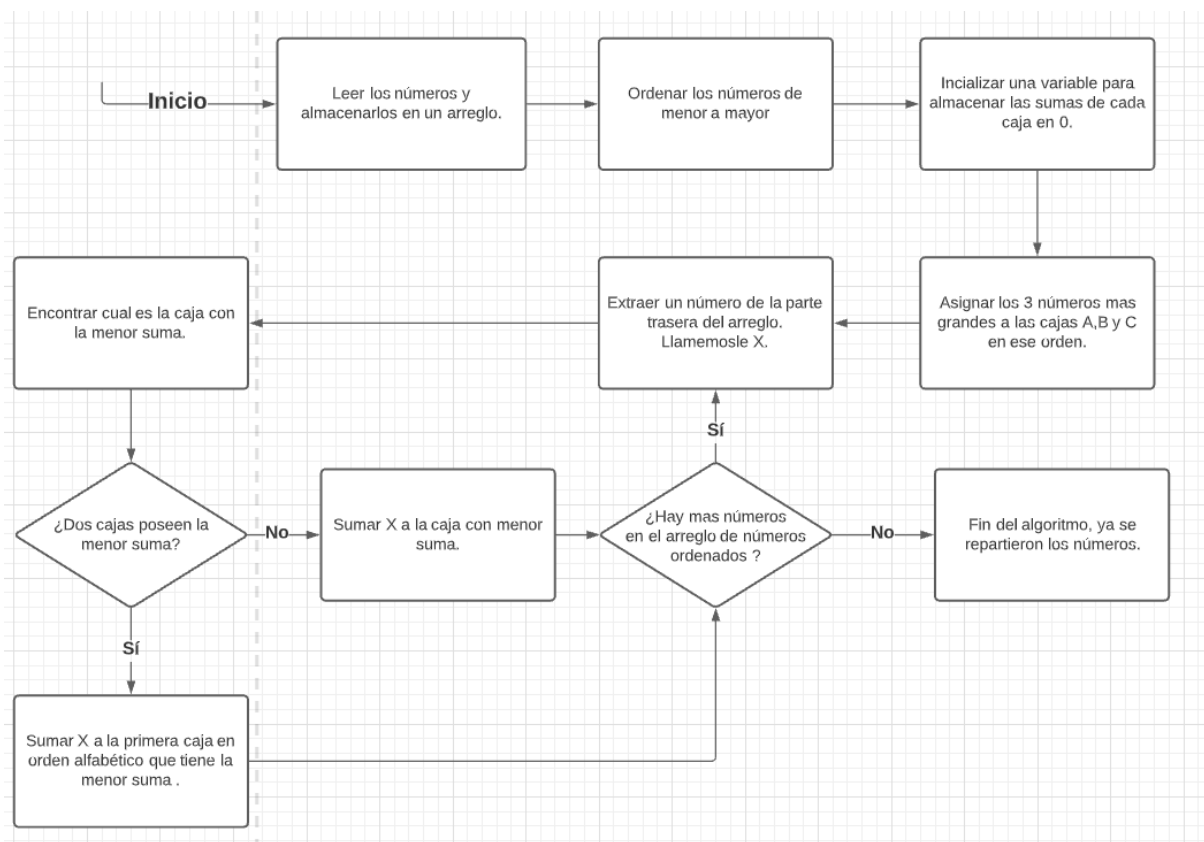 Inicio
Leer los números y
almacenarlos en un arreglo.
Ordenar los números de
menor a mayor
Incializar una variable para
almacenar las sumas de cada
caja en 0.
Asignar los 3 números mas
grandes a las cajas A,B y C
en ese orden.
Extraer un número de la parte
trasera del arreglo.
Llamemosle X.
Encontrar cual es la caja con
la menor suma.
¿Dos cajas poseen la
menor suma?
No
Sumar X a la caja con menor
suma.
Sí
Sumar X a la primera caja en
orden alfabético que tiene la
menor suma .
¿Hay mas números
en el arreglo de números
ordenados ?
Sí
No
Fin del algoritmo, ya se
repartieron los números.